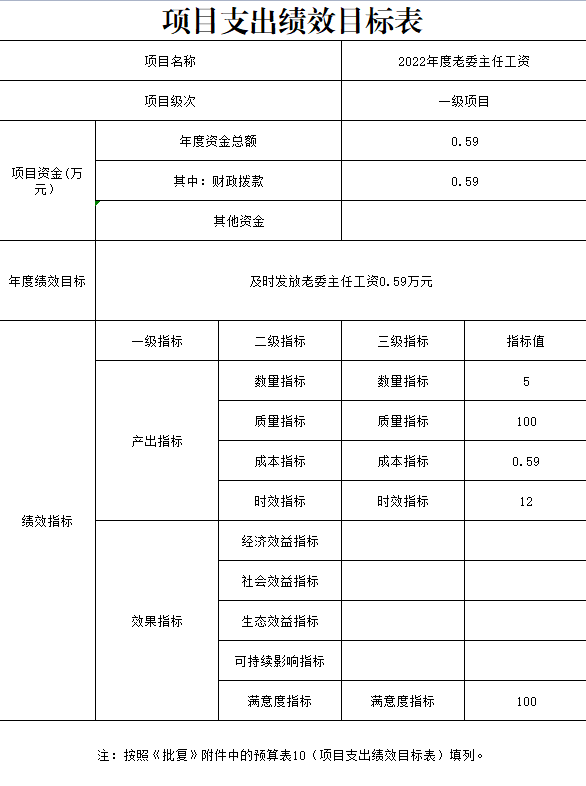 项目支出绩效目标表
项目名称
2022年度老委主任工资
项目级次
一级项目
项目资金(万
元）
年度资金总额
0.59
其中：财政拨款
0.59
其他资金
年度绩效目标
及时发放老委主任工资0.59万元
绩效指标
一级指标
二级指标
三级指标
指标值
产出指标
数量指标
数量指标
5
质量指标
质量指标
100
成本指标
成本指标
0.59
时效指标
时效指标
12
效果指标
经济效益指标
社会效益指标
生态效益指标
可持续影响指标
满意度指标
满意度指标
100
注：按照《批复》附件中的预算表10（项目支出绩效目标表）填列。